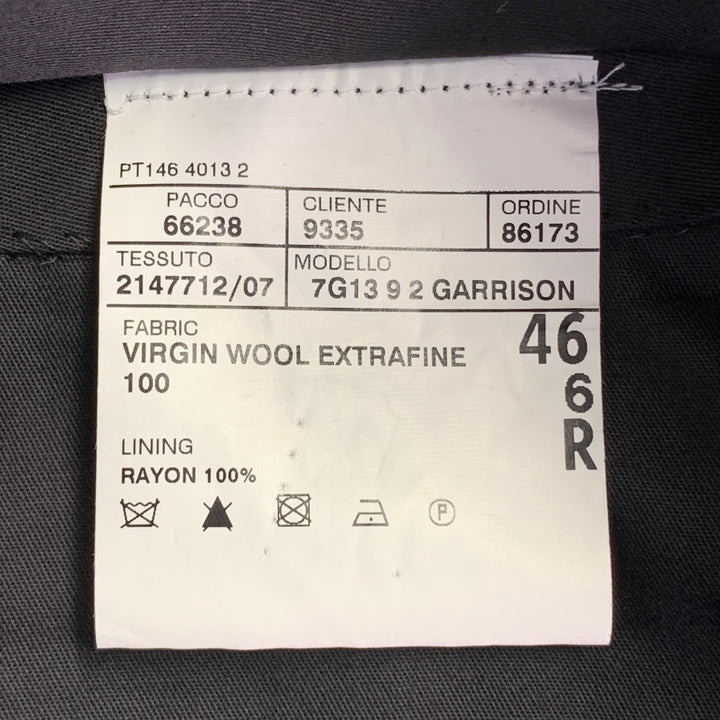 PT146 4013 2
PACCO CLIENTE ORDINE
66238 9335 86173
TESSUTO MODELLO
2147712/07 7G13 9 2 GARRISON
FABRIC
VIRGIN WOOL EXTRAFINE
100
46
6
R
LINING
RAYON 100%
P